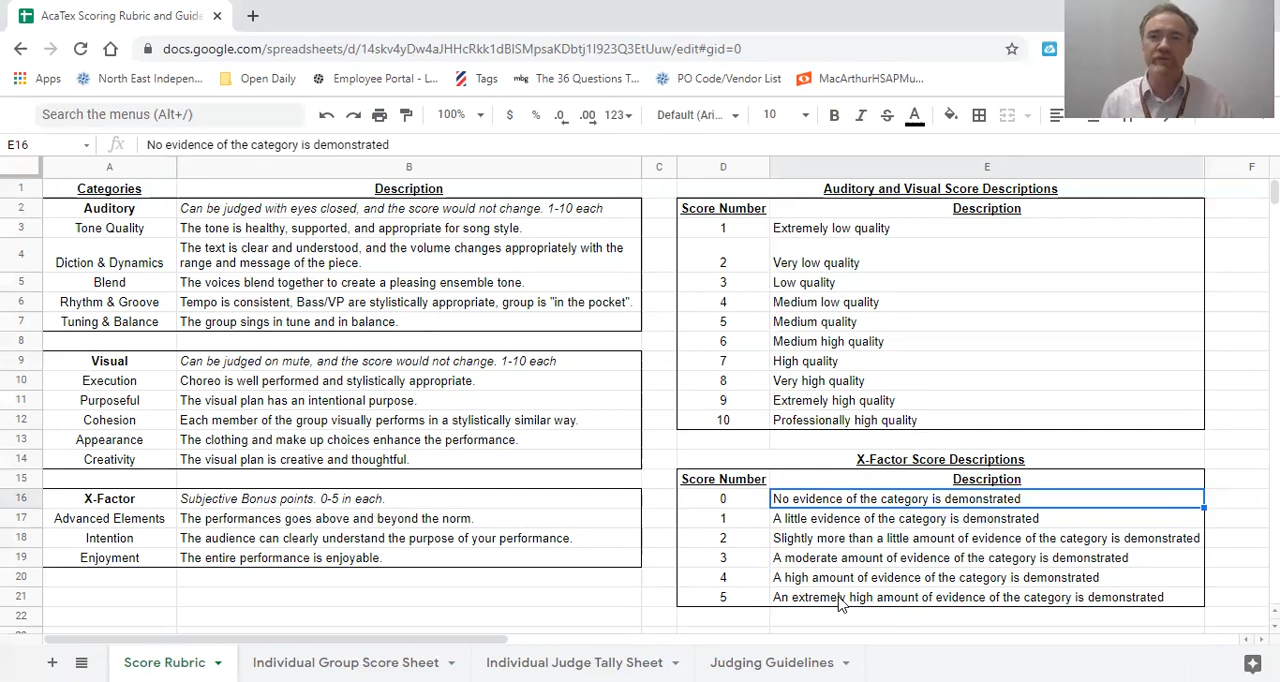 AcaTex Scoring Rubric and Guide
docs.google.com/spreadsheets/d/14skv4yDw4aJHHcRkk1dBISMpsaKDbtj1I923Q3EtUuw/edit#gid=0
Apps North East Indepen... Open Daily Employee Portal - L... Tags mbg The 36 Questions T... PO Code/Vendor List MacArthurHSAPMu...
Search the menus (Alt+/) 100% $ % .0 .00 123 Default (Ari... 10 B I S A
E16 fx No evidence of the category is demonstrated
A B C D E F
1 Categories Description Auditory and Visual Score Descriptions
2 Auditory Can be judged with eyes closed, and the score would not change. 1-10 each Score Number Description
3 Tone Quality The tone is healthy, supported, and appropriate for song style. 1 Extremely low quality
4 Diction & Dynamics The text is clear and understood, and the volume changes appropriately with the
range and message of the piece. 2 Very low quality
5 Blend The voices blend together to create a pleasing ensemble tone. 3 Low quality
6 Rhythm & Groove Tempo is consistent, Bass/VP are stylistically appropriate, group is "in the pocket". 4 Medium low quality
7 Tuning & Balance The group sings in tune and in balance. 5 Medium quality
8 6 Medium high quality
9 Visual Can be judged on mute, and the score would not change. 1-10 each 7 High quality
10 Execution Choreo is well performed and stylistically appropriate. 8 Very high quality
11 Purposeful The visual plan has an intentional purpose. 9 Extremely high quality
12 Cohesion Each member of the group visually performs in a stylistically similar way. 10 Professionally high quality
13 Appearance The clothing and make up choices enhance the performance.
14 Creativity The visual plan is creative and thoughtful. X-Factor Score Descriptions
15 Score Number Description
16 X-Factor Subjective Bonus points. 0-5 in each. 0 No evidence of the category is demonstrated
17 Advanced Elements The performances goes above and beyond the norm. 1 A little evidence of the category is demonstrated
18 Intention The audience can clearly understand the purpose of your performance. 2 Slightly more than a little amount of evidence of the category is demonstrated
19 Enjoyment The entire performance is enjoyable. 3 A moderate amount of evidence of the category is demonstrated
20 4 A high amount of evidence of the category is demonstrated
21 5 An extremely high amount of evidence of the category is demonstrated
22
Score Rubric Individual Group Score Sheet Individual Judge Tally Sheet Judging Guidelines